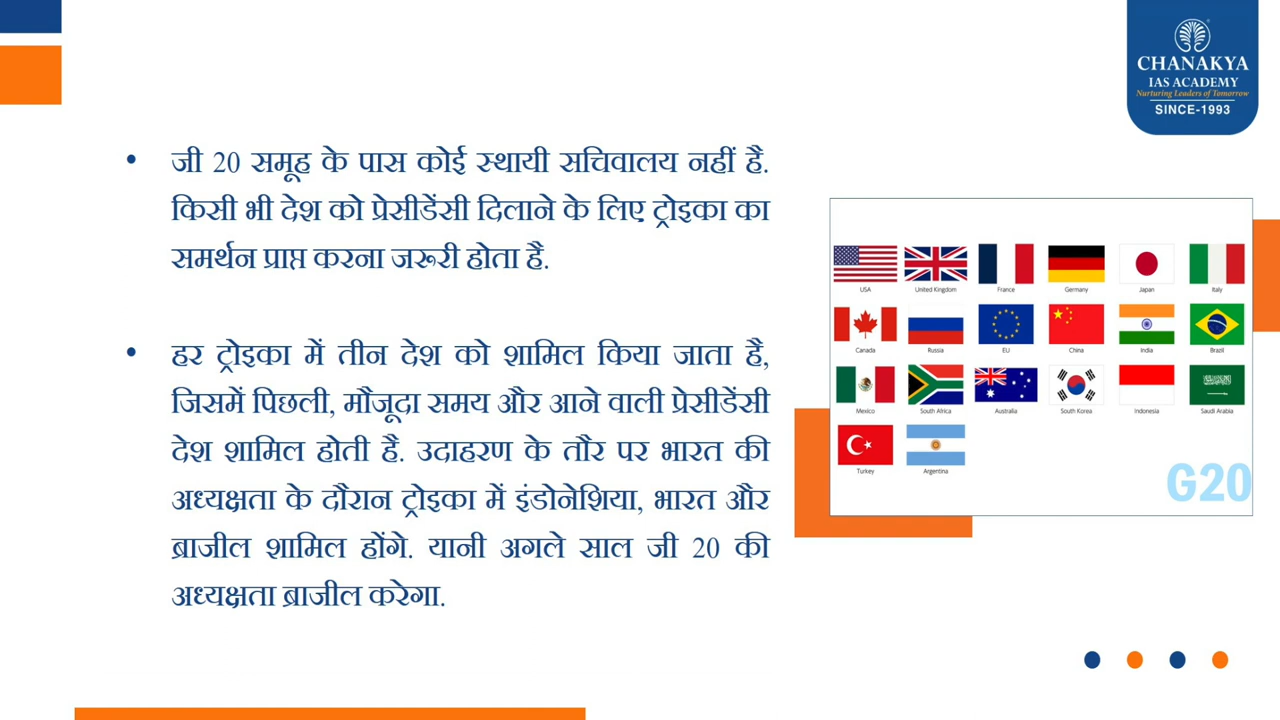 CHANAKYA
IAS ACADEMY
Nurturing Leaders of Tomorrow
SINCE-1993
• जी 20 समूह के पास कोई स्थायी सचिवालय नहीं है.
किसी भी देश को प्रेसीडेंसी दिलाने के लिए ट्रोइका का
समर्थन प्राप्त करना जरूरी होता है.
• हर ट्रोइका में तीन देश को शामिल किया जाता है,
जिसमें पिछली, मौजूदा समय और आने वाली प्रेसीडेंसी
देश शामिल होती है. उदाहरण के तौर पर भारत की
अध्यक्षता के दौरान ट्रोइका में इंडोनेशिया, भारत और
ब्राजील शामिल होंगे. यानी अगले साल जी 20 की
अध्यक्षता ब्राजील करेगा.
USA United Kingdom France Germany Japan Italy
Canada Russia EU China India Brazil
Mexico South Africa Australia South Korea Indonesia Saudi Arabia
Turkey Argentina
G20